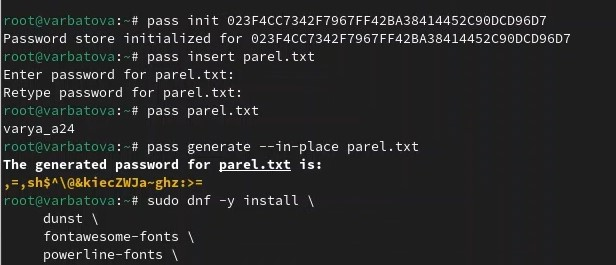 root@varbatova:~# pass init 023F4CC7342F7967FF42BA38414452C90DCD96D7
Password store initialized for 023F4CC7342F7967FF42BA38414452C90DCD96D7
root@varbatova:~# pass insert parel.txt
Enter password for parel.txt:
Retype password for parel.txt:
root@varbatova:~# pass parel.txt
varya_a24
root@varbatova:~# pass generate --in-place parel.txt
The generated password for parel.txt is:
,=,sh$^\@&kiecZWJa~ghz:>=
root@varbatova:~# sudo dnf -y install \
dunst \
fontawesome-fonts \
powerline-fonts \